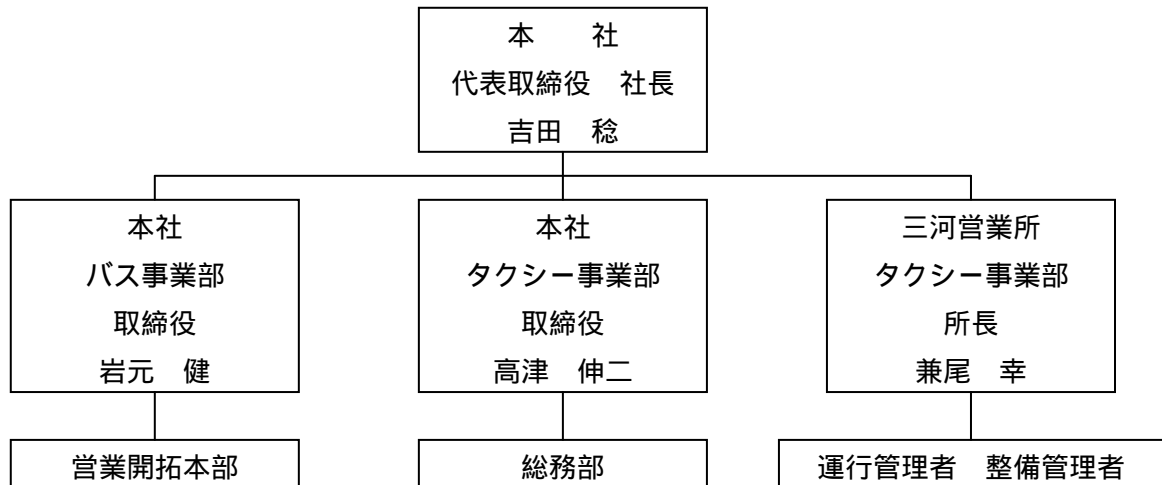 本　　社
代表取締役　社長
吉田　稔
本社
バス事業部
取締役
岩元　健
本社
タクシー事業部
取締役
高津　伸二
三河営業所
タクシー事業部
所長
兼尾　幸
営業開拓本部
総務部
運行管理者　整備管理者